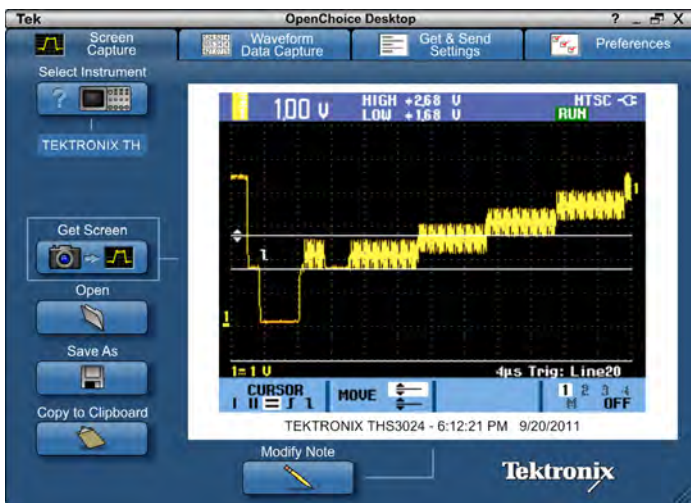 Tek OpenChoice Desktop ? _ X
Screen Capture
Waveform Data Capture
Get & Send Settings
Preferences
Select Instrument
?
TEKTRONIX TH
Get Screen
Open
Save As
Copy to Clipboard
1.00 V
HIGH +2.68 V
LOW +1.68 V
NTSC
RUN
1
1
1= 1 V
4µs Trig: Line20
CURSOR
MOVE
1 2 3 4
M OFF
TEKTRONIX THS3024 - 6:12:21 PM 9/20/2011
Modify Note
Tektronix